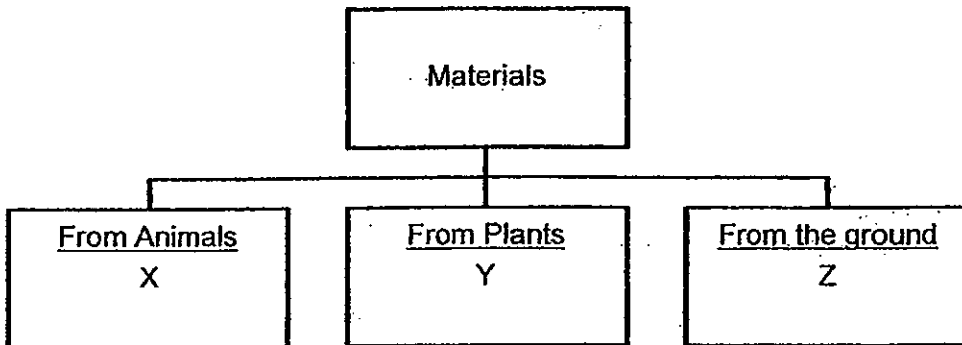 Materials
From Animals
X
From Plants
Y
From the ground
Z